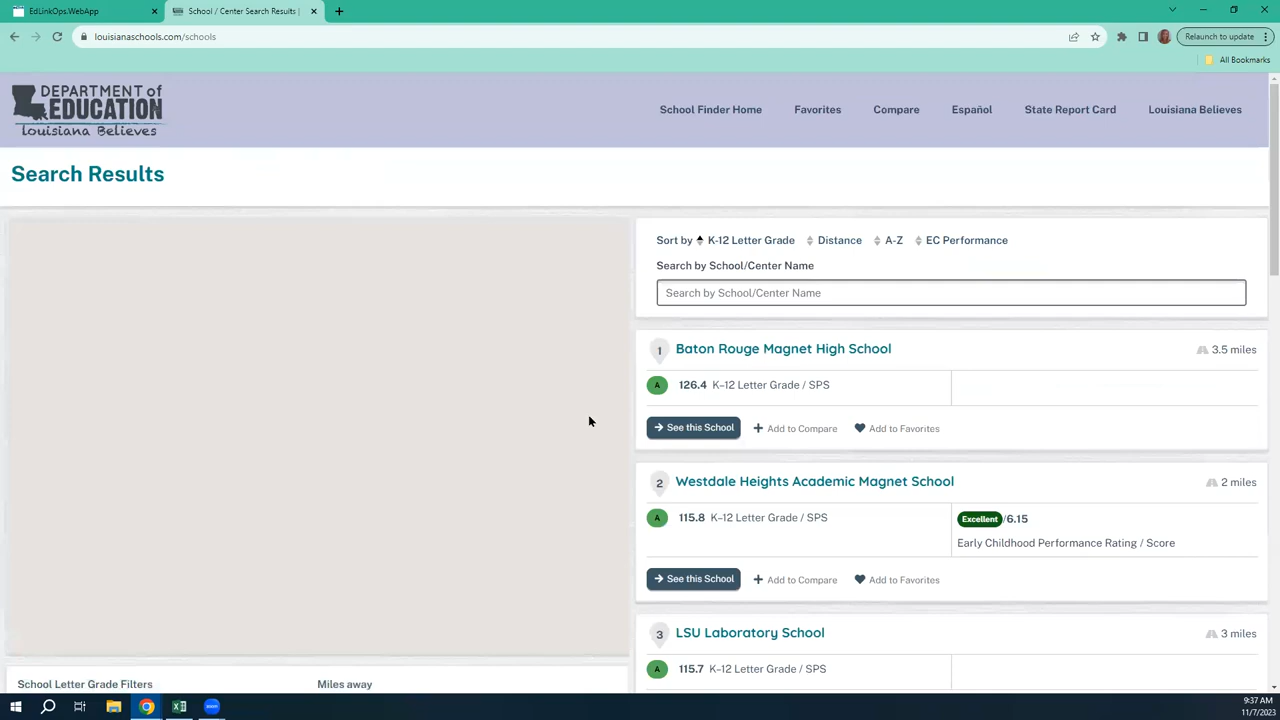 EdLinkOps.WebApp
School / Center Search Results |
louisianaschools.com/schools
Relaunch to update
All Bookmarks
DEPARTMENT of
EDUCATION
Louisiana Believes
School Finder Home
Favorites
Compare
Español
State Report Card
Louisiana Believes
Search Results
Sort by K-12 Letter Grade Distance A-Z EC Performance
Search by School/Center Name
Search by School/Center Name
1 Baton Rouge Magnet High School 3.5 miles
A 126.4 K–12 Letter Grade / SPS
See this School Add to Compare Add to Favorites
2 Westdale Heights Academic Magnet School 2 miles
A 115.8 K–12 Letter Grade / SPS
Excellent/6.15
Early Childhood Performance Rating / Score
See this School Add to Compare Add to Favorites
3 LSU Laboratory School 3 miles
A 115.7 K–12 Letter Grade / SPS
School Letter Grade Filters
Miles away
9:37 AM
11/7/2023